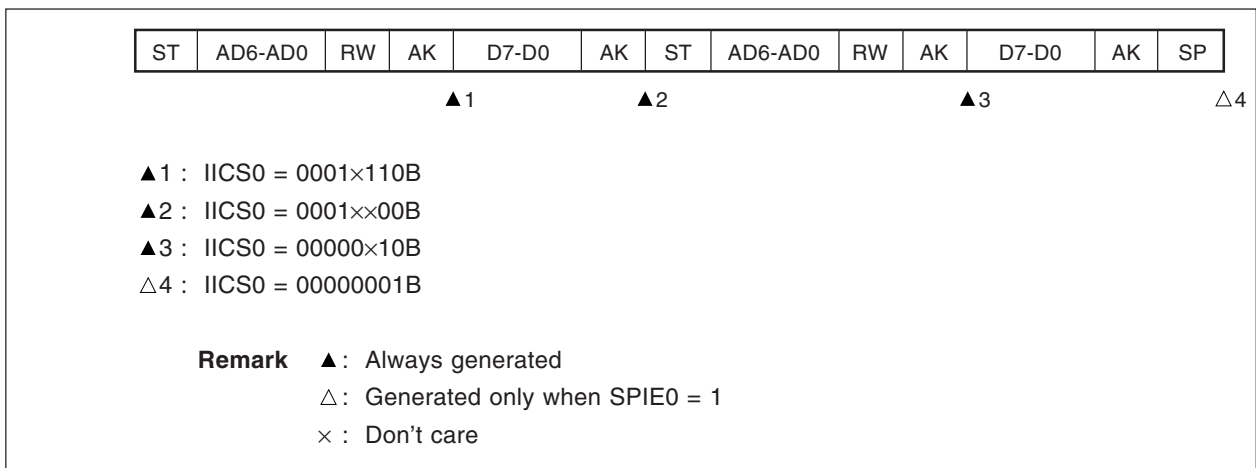 ST AD6-AD0 RW AK D7-D0 AK ST AD6-AD0 RW AK D7-D0 AK SP
▲1 ▲2 ▲3 △4
▲1 : IICS0 = 0001×110B
▲2 : IICS0 = 0001××00B
▲3 : IICS0 = 00000×10B
△4 : IICS0 = 00000001B
Remark ▲ : Always generated
△ : Generated only when SPIE0 = 1
× : Don't care